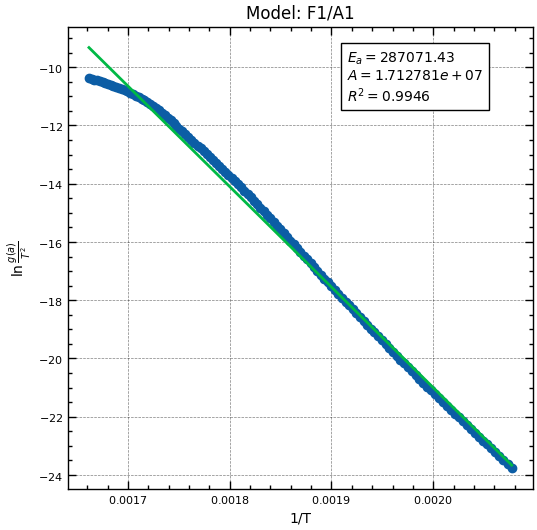 Model: F1/A1
E_a = 287071.43
A = 1.712781e + 07
R^2 = 0.9946
ln g(a)/T^2
−10
−12
−14
−16
−18
−20
−22
−24
0.0017 0.0018 0.0019 0.0020
1/T